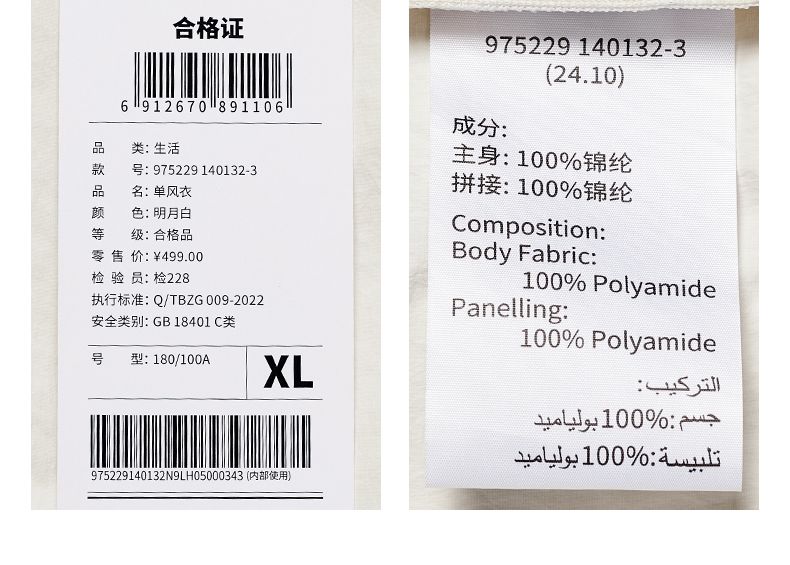 合格证
6 912670 891106
品 类: 生活
款 号: 975229 140132-3
品 名: 单风衣
颜 色: 明月白
等 级: 合格品
零 售 价: ¥499.00
检 验 员: 检228
执行标准: Q/TBZG 009-2022
安全类别: GB 18401 C类
号 型: 180/100A
XL
975229140132N9LH05000343 (内部使用)
975229 140132-3
(24.10)
成分:
主身: 100%锦纶
拼接: 100%锦纶
Composition:
Body Fabric:
100% Polyamide
Panelling:
100% Polyamide
التركيب:
جسم:100%بولياميد
تلبيسة:100%بولياميد